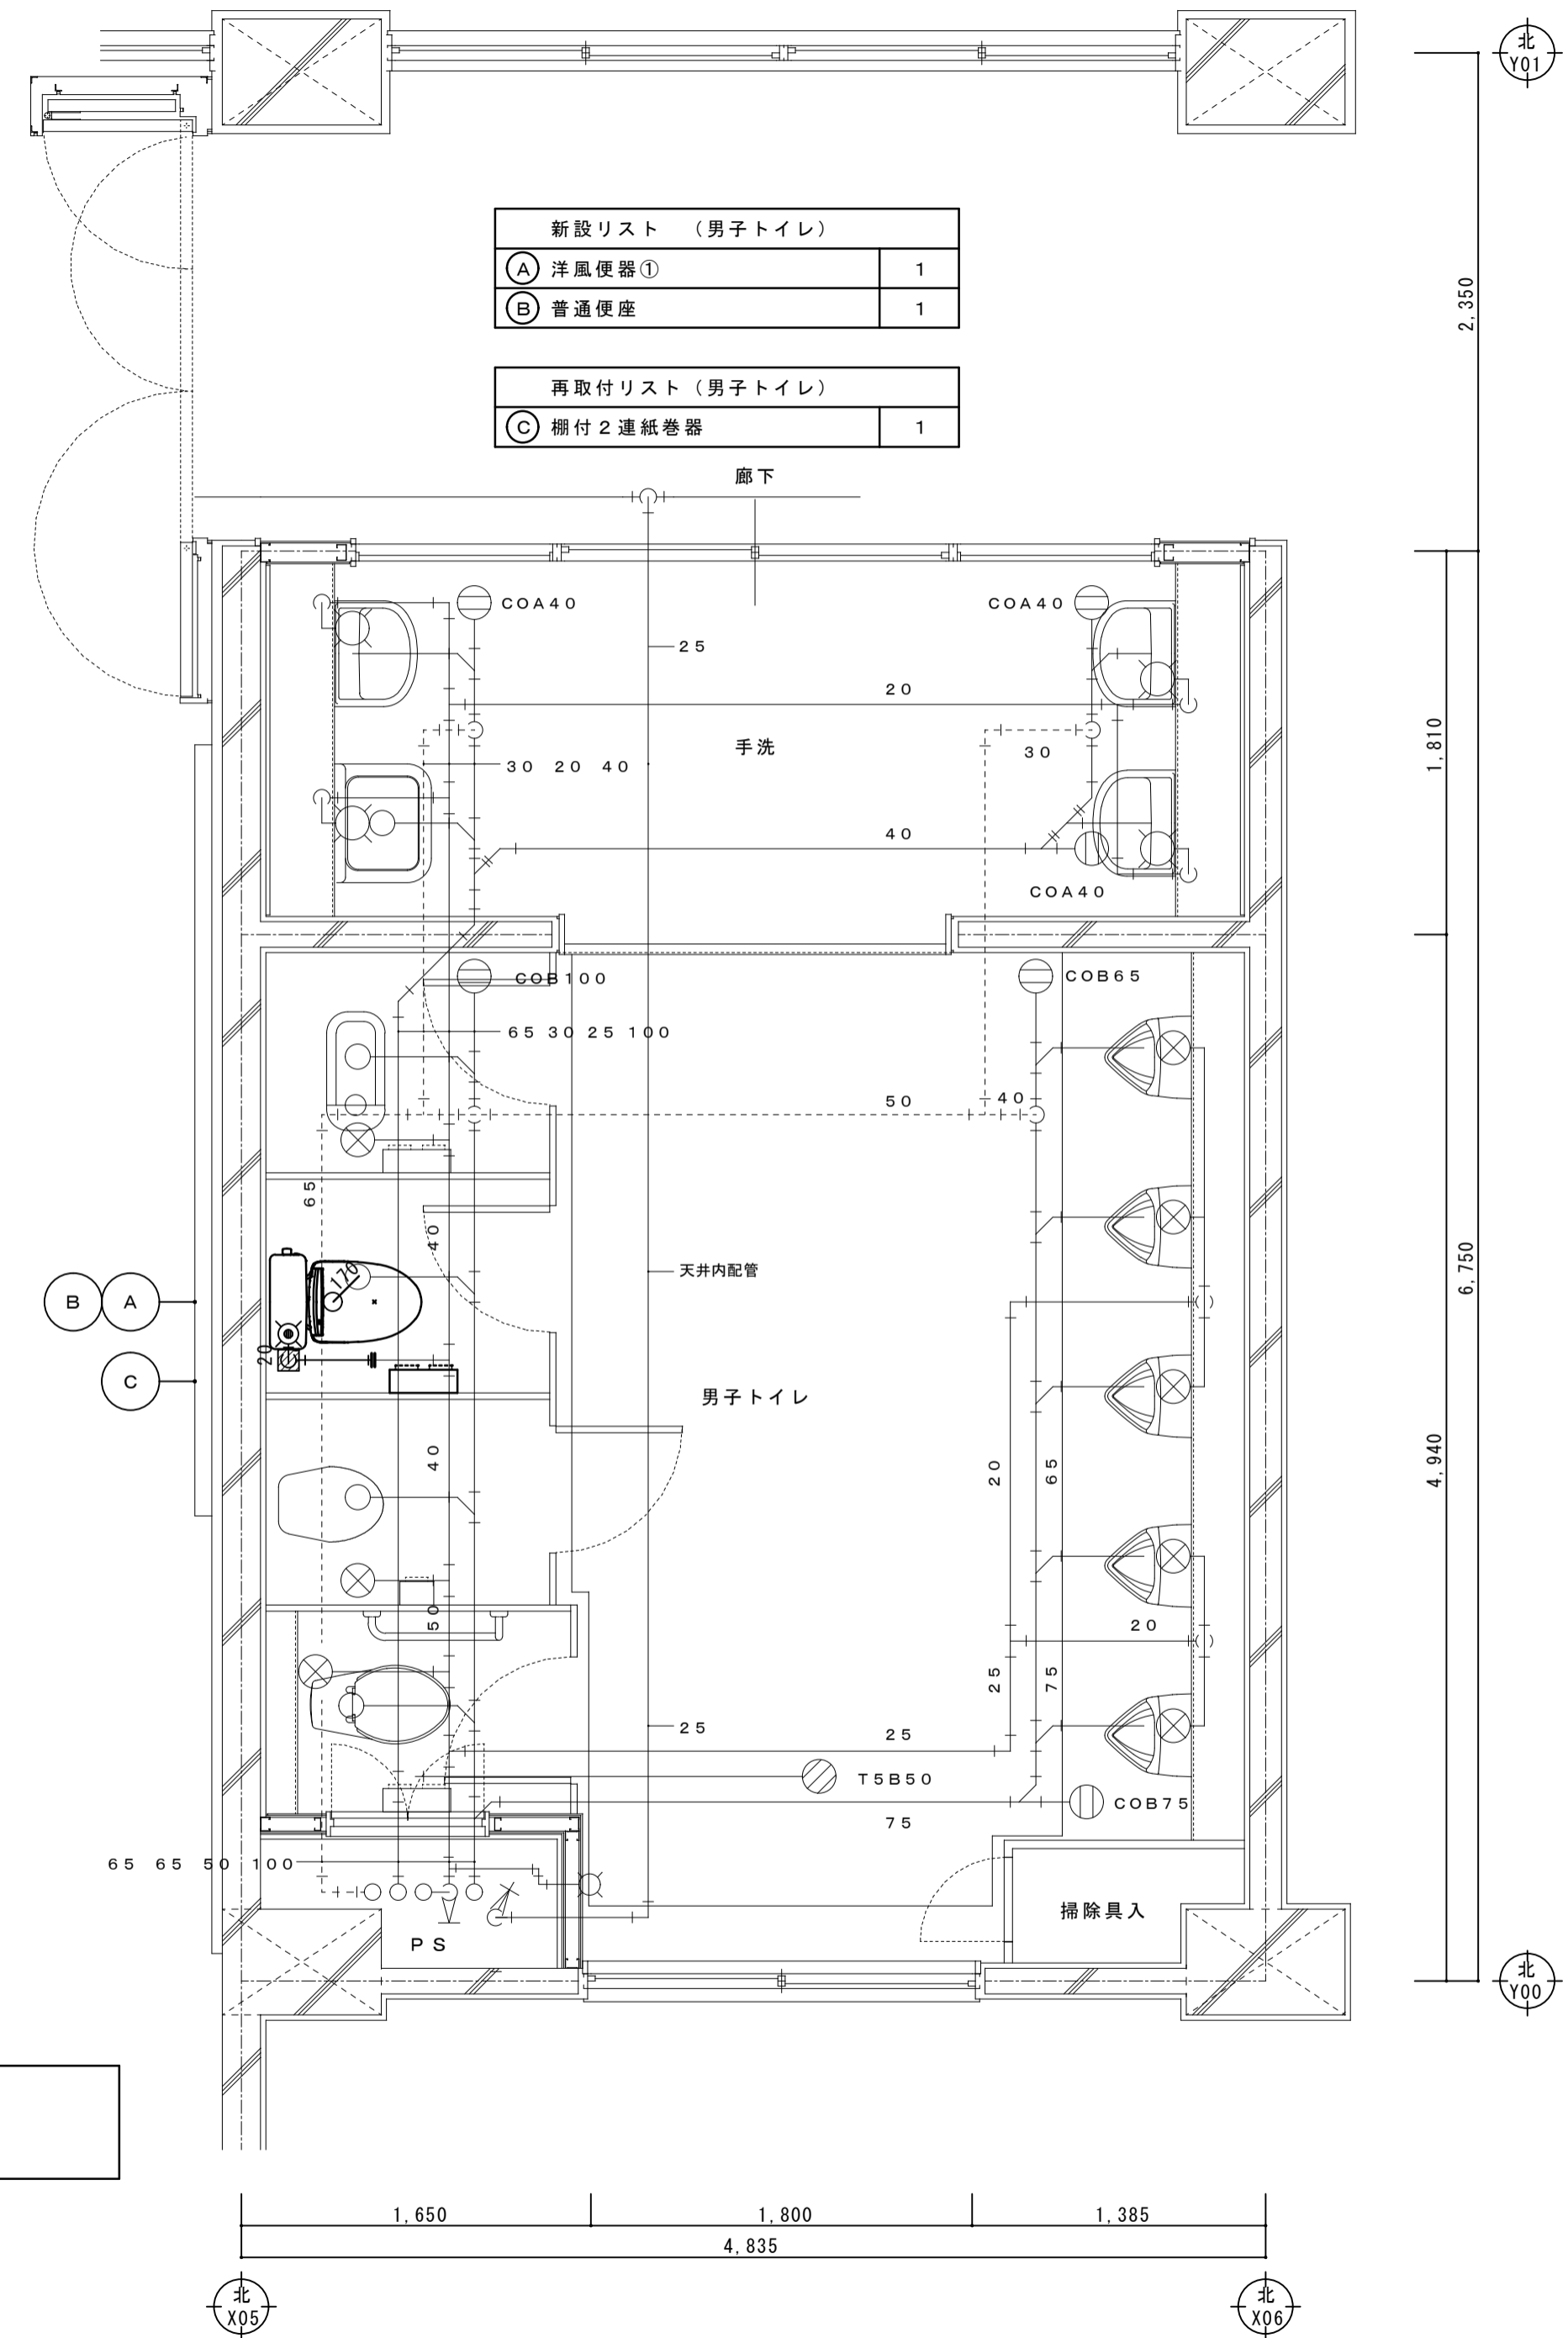 北
Y01
新設リスト （男子トイレ）
A 洋風便器① 1
B 普通便座 1
2,350
再取付リスト（男子トイレ）
C 棚付２連紙巻器 1
廊下
COA40
COA40
25
20
手洗
30
1,810
30 20 40
40
COA40
COB100
COB65
65 30 25 100
50
40
65
40
天井内配管
6,750
170
B
A
20
C
男子トイレ
40
20
65
4,940
50
20
25
75
25
25
T5B50
COB75
75
65 65 50 100
掃除具入
PS
北
Y00
1,650
1,800
1,385
4,835
北
X05
北
X06